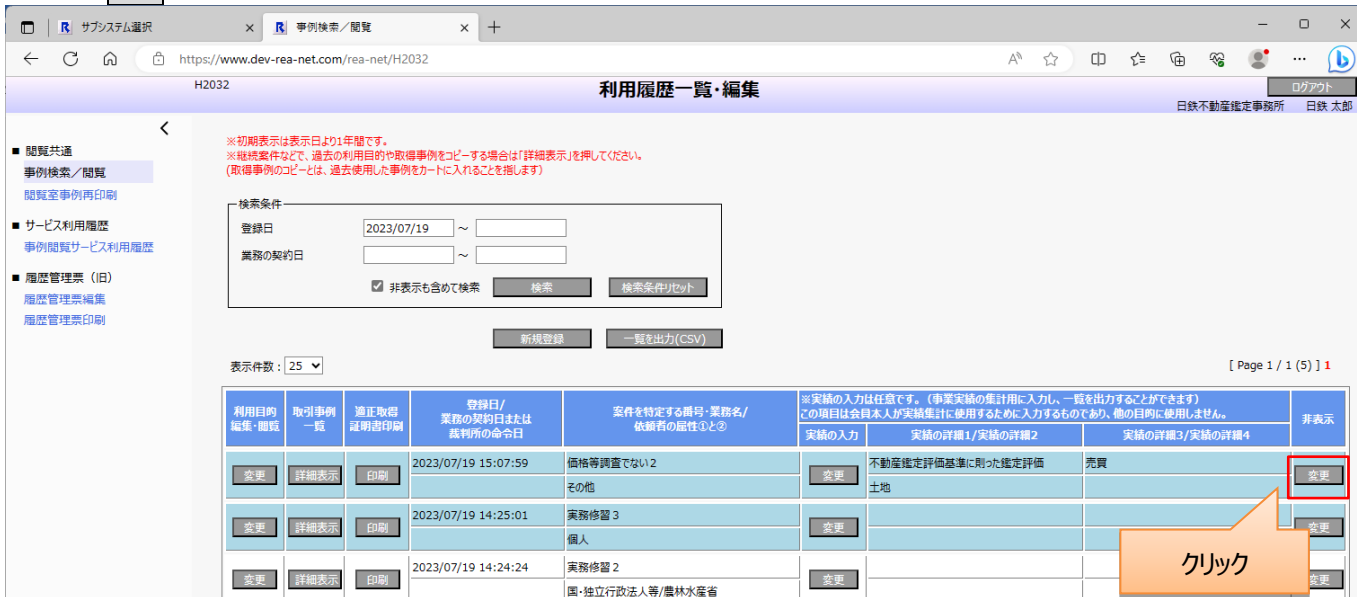 サブシステム選択
事例検索／閲覧
https://www.dev-rea-net.com/rea-net/H2032
H2032
利用履歴一覧・編集
ログアウト
日鉄不動産鑑定事務所 日鉄 太郎
■ 閲覧共通
事例検索／閲覧
閲覧室事例再印刷
■ サービス利用履歴
事例閲覧サービス利用履歴
■ 履歴管理票（旧）
履歴管理票編集
履歴管理票印刷
※初期表示は表示日より1年間です。
※継続案件などで、過去の利用目的や取得事例をコピーする場合は「詳細表示」を押してください。
(取得事例のコピーとは、過去使用した事例をカートに入れることを指します)
検索条件
登録日 2023/07/19 ～
業務の契約日 ～
非表示も含めて検索 検索 検索条件リセット
新規登録 一覧を出力(CSV)
表示件数： 25
[ Page 1 / 1 (5) ] 1
利用目的
編集・閲覧
取引事例
一覧
適正取得
証明書印刷
登録日/
業務の契約日または
裁判所の命令日
案件を特定する番号・業務名/
依頼者の属性①と②
※実績の入力は任意です。（事業実績の集計用に入力し、一覧を出力することができます）
この項目は会員本人が実績集計に使用するために入力するものであり、他の目的に使用しません。
実績の入力 実績の詳細1/実績の詳細2 実績の詳細3/実績の詳細4
非表示
変更 詳細表示 印刷 2023/07/19 15:07:59 価格等調査でない2 変更 不動産鑑定評価基準に則った鑑定評価 売買 変更
その他 土地
変更 詳細表示 印刷 2023/07/19 14:25:01 実務修習3 変更 変更
個人
変更 詳細表示 印刷 2023/07/19 14:24:24 実務修習2 変更 変更
国・独立行政法人等/農林水産省
クリック